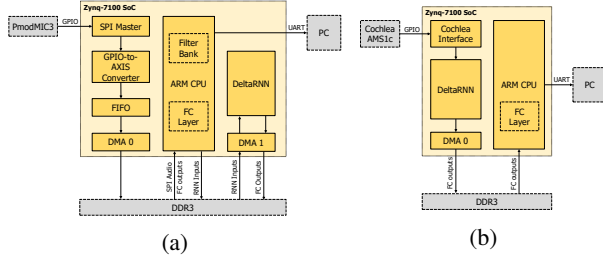 Zynq-7100 SoC
PmodMIC3
GPIO
SPI Master
GPIO-to-
AXIS
Converter
FIFO
DMA 0
Filter
Bank
ARM CPU
FC
Layer
DeltaRNN
DMA 1
UART
PC
SPI Audio
FC outputs
RNN Inputs
RNN Inputs
FC Outputs
DDR3
(a)
Zynq-7100 SoC
Cochlea
AMS1c
GPIO
Cochlea
Interface
DeltaRNN
DMA 0
ARM CPU
FC
Layer
UART
PC
FC outputs
FC outputs
DDR3
(b)